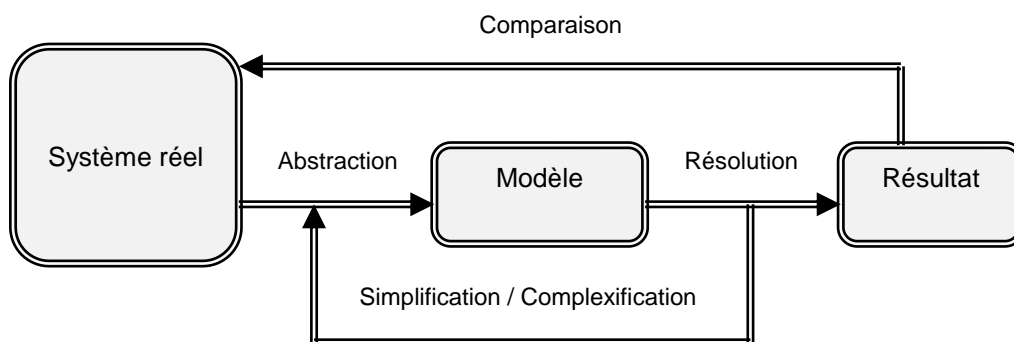 Comparaison
Système réel
Abstraction
Modèle
Résolution
Résultat
Simplification / Complexification